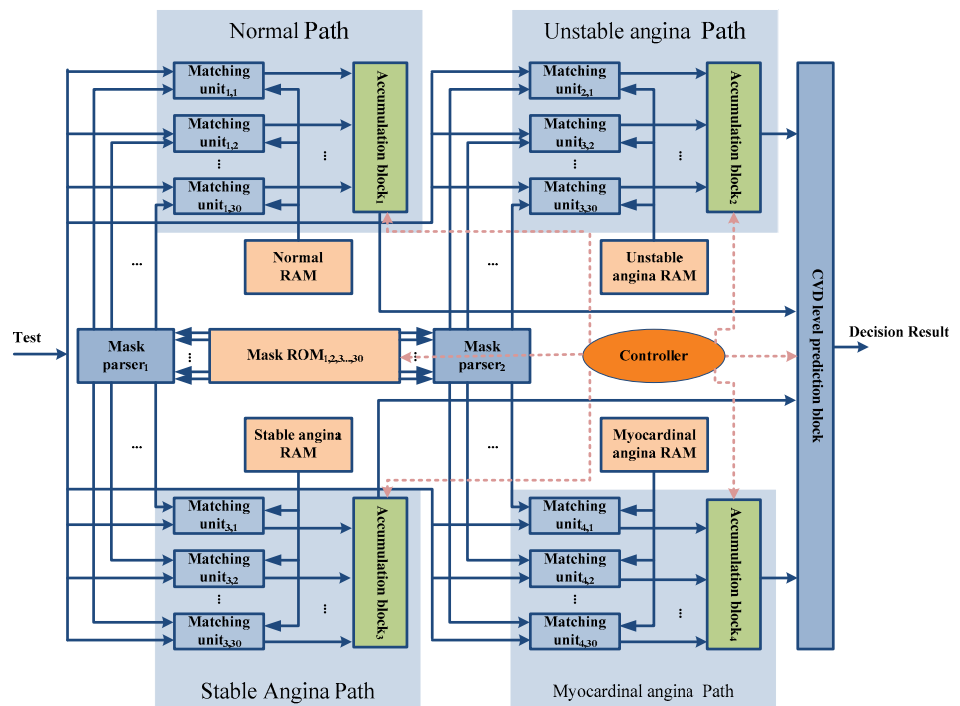 Normal Path
Unstable angina Path
Matching
unit1,1
Matching
unit1,2
...
Matching
unit1,30
...
Accumulation block1
Matching
unit2,1
Matching
unit3,2
...
Matching
unit3,30
...
Accumulation block2
Normal
RAM
Unstable
angina RAM
...
...
Test
Mask
parser1
...
Mask ROM1,2,3...,30
...
Mask
parser2
Controller
CVD level prediction block
Decision Result
...
...
Stable angina
RAM
Myocardinal
angina RAM
Matching
unit3,1
Matching
unit3,2
...
Matching
unit3,30
...
Accumulation block3
Matching
unit4,1
Matching
unit4,2
...
Matching
unit4,30
...
Accumulation block4
Stable Angina Path
Myocardinal angina Path